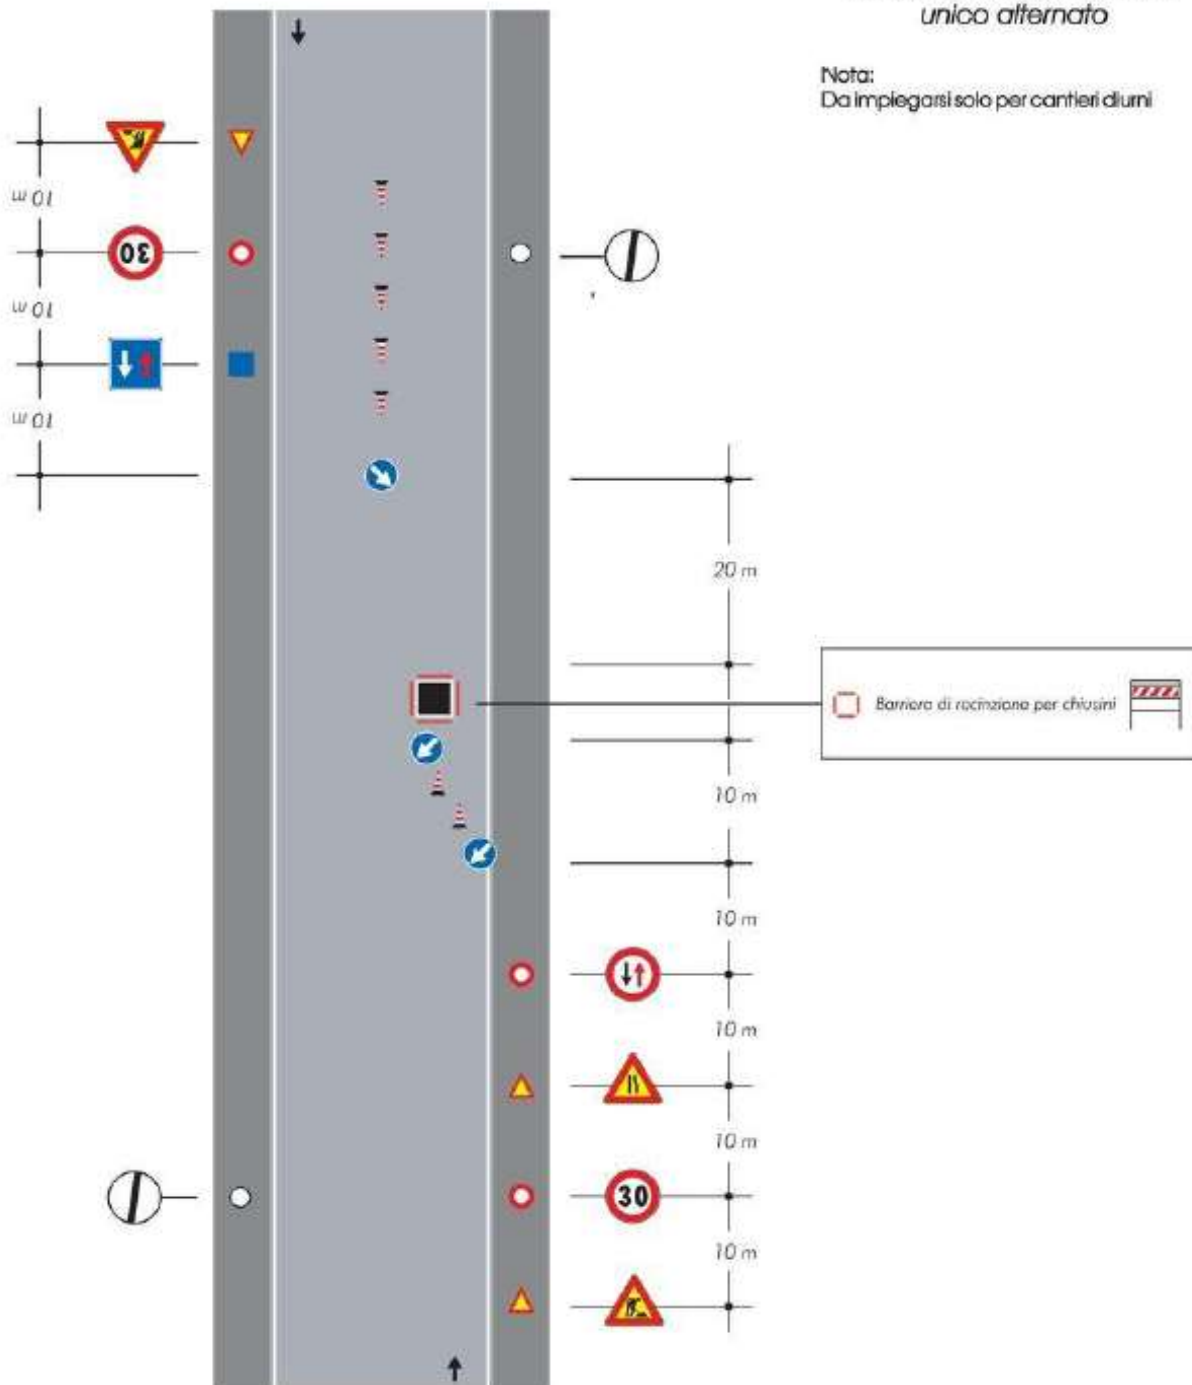 unico alternato
Nota:
Da impiegarsi solo per cantieri diurni
10 m
30
10 m
10 m
20 m
Barriera di recinzione per chiusini
10 m
10 m
10 m
10 m
30
10 m